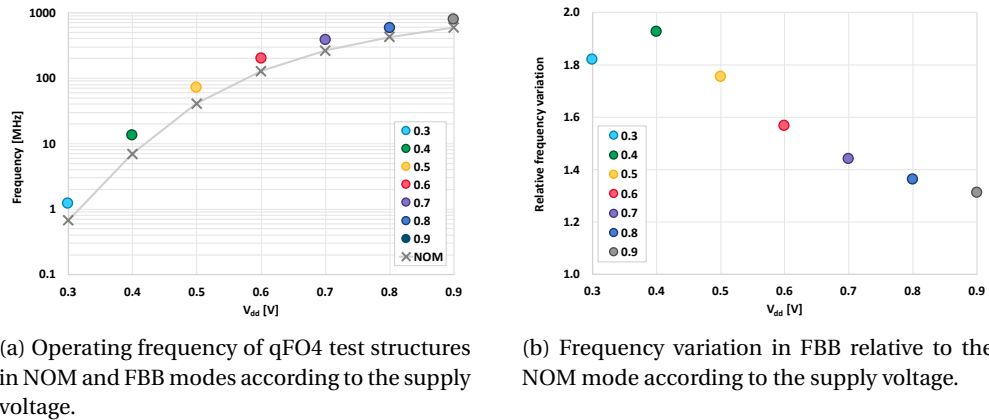 1000
100
10
1
0.1
Frequency [MHz]
0.3
0.4
0.5
0.6
0.7
0.8
0.9
NOM
0.3 0.4 0.5 0.6 0.7 0.8 0.9
Vdd [V]
(a) Operating frequency of qFO4 test structures
in NOM and FBB modes according to the supply
voltage.
2.0
1.8
1.6
1.4
1.2
1.0
Relative frequency variation
0.3
0.4
0.5
0.6
0.7
0.8
0.9
0.3 0.4 0.5 0.6 0.7 0.8 0.9
Vdd [V]
(b) Frequency variation in FBB relative to the
NOM mode according to the supply voltage.